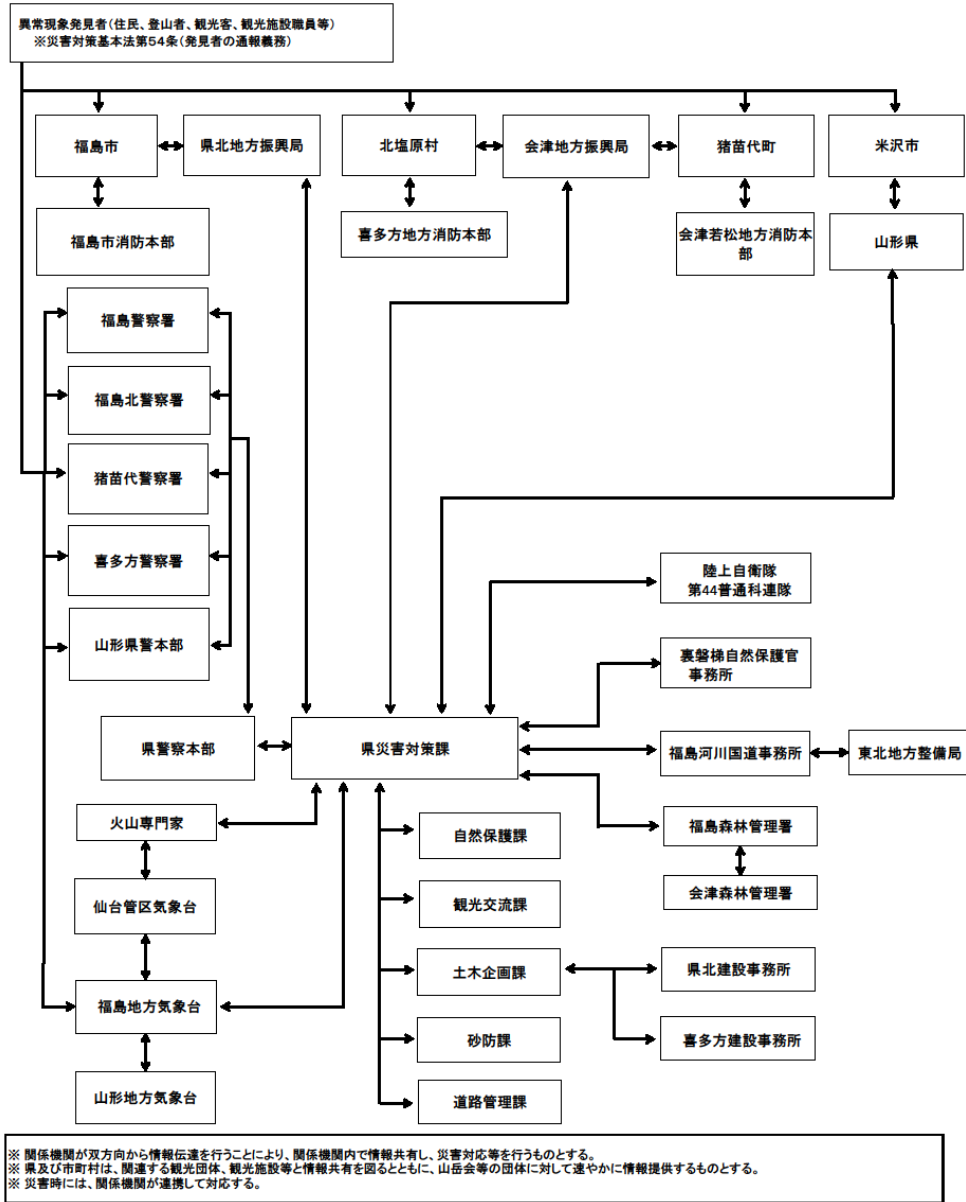 異常現象発見者(住民、登山者、観光客、観光施設職員等)
※災害対策基本法第54条(発見者の通報義務)
福島市
県北地方振興局
北塩原村
会津地方振興局
猪苗代町
米沢市
福島市消防本部
喜多方地方消防本部
会津若松地方消防本
部
山形県
福島警察署
福島北警察署
猪苗代警察署
喜多方警察署
山形県警本部
陸上自衛隊
第44普通科連隊
裏磐梯自然保護官
事務所
県警察本部
県災害対策課
福島河川国道事務所
東北地方整備局
火山専門家
自然保護課
福島森林管理署
仙台管区気象台
観光交流課
会津森林管理署
福島地方気象台
土木企画課
県北建設事務所
砂防課
喜多方建設事務所
山形地方気象台
道路管理課
※ 関係機関が双方向から情報伝達を行うことにより、関係機関内で情報共有し、災害対応等を行うものとする。
※ 県及び市町村は、関連する観光団体、観光施設等と情報共有を図るとともに、山岳会等の団体に対して速やかに情報提供するものとする。
※ 災害時には、関係機関が連携して対応する。